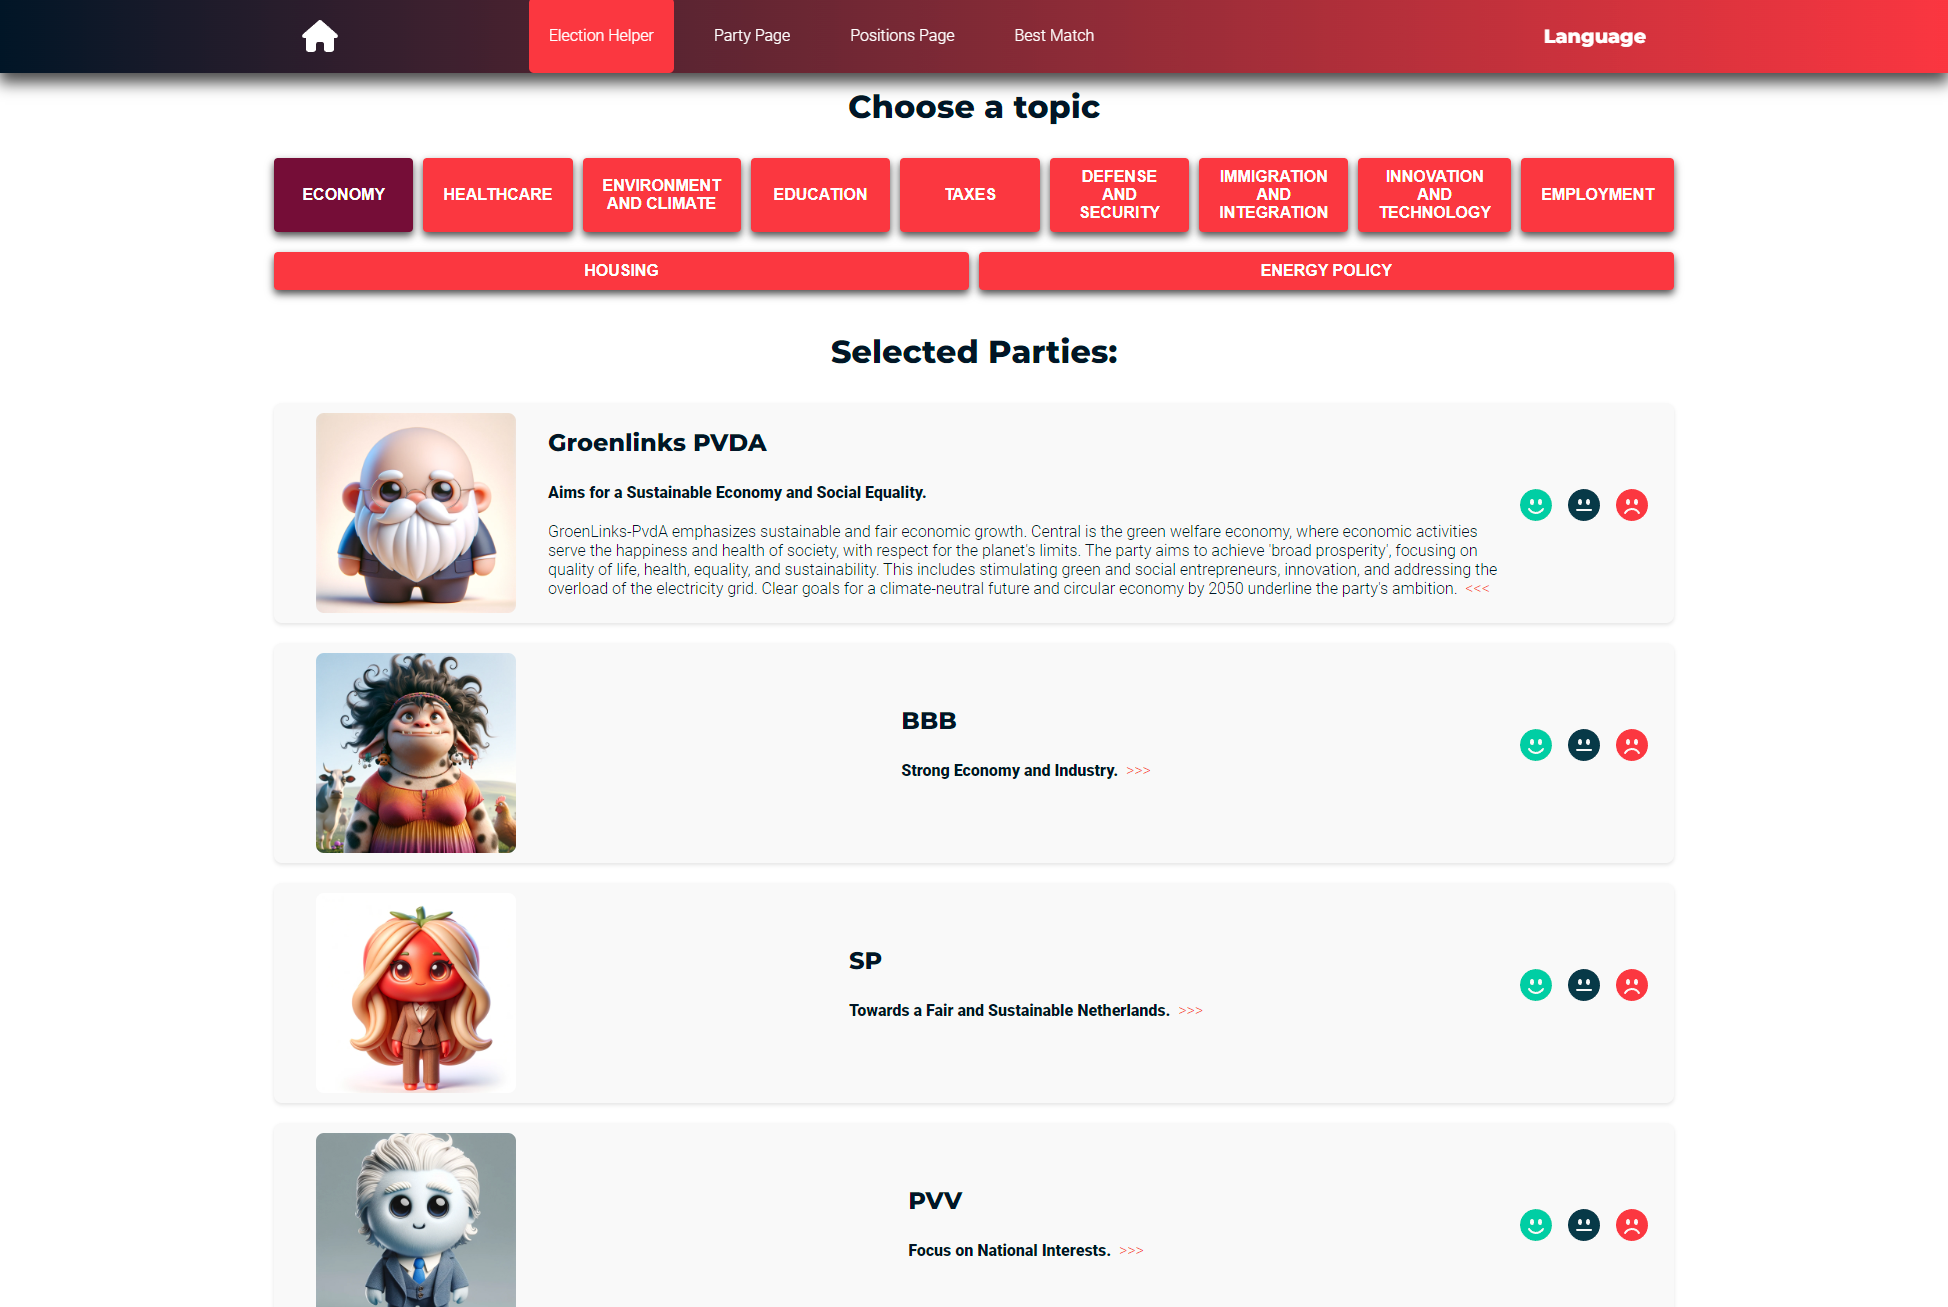 Election Helper
Party Page
Positions Page
Best Match
Language
Choose a topic
ECONOMY
HEALTHCARE
ENVIRONMENT
AND CLIMATE
EDUCATION
TAXES
DEFENSE
AND
SECURITY
IMMIGRATION
AND
INTEGRATION
INNOVATION
AND
TECHNOLOGY
EMPLOYMENT
HOUSING
ENERGY POLICY
Selected Parties:
Groenlinks PVDA
Aims for a Sustainable Economy and Social Equality.
GroenLinks-PvdA emphasizes sustainable and fair economic growth. Central is the green welfare economy, where economic activities
serve the happiness and health of society, with respect for the planet's limits. The party aims to achieve 'broad prosperity', focusing on
quality of life, health, equality, and sustainability. This includes stimulating green and social entrepreneurs, innovation, and addressing the
overload of the electricity grid. Clear goals for a climate-neutral future and circular economy by 2050 underline the party's ambition. <<<
BBB
Strong Economy and Industry. >>>
SP
Towards a Fair and Sustainable Netherlands. >>>
PVV
Focus on National Interests. >>>